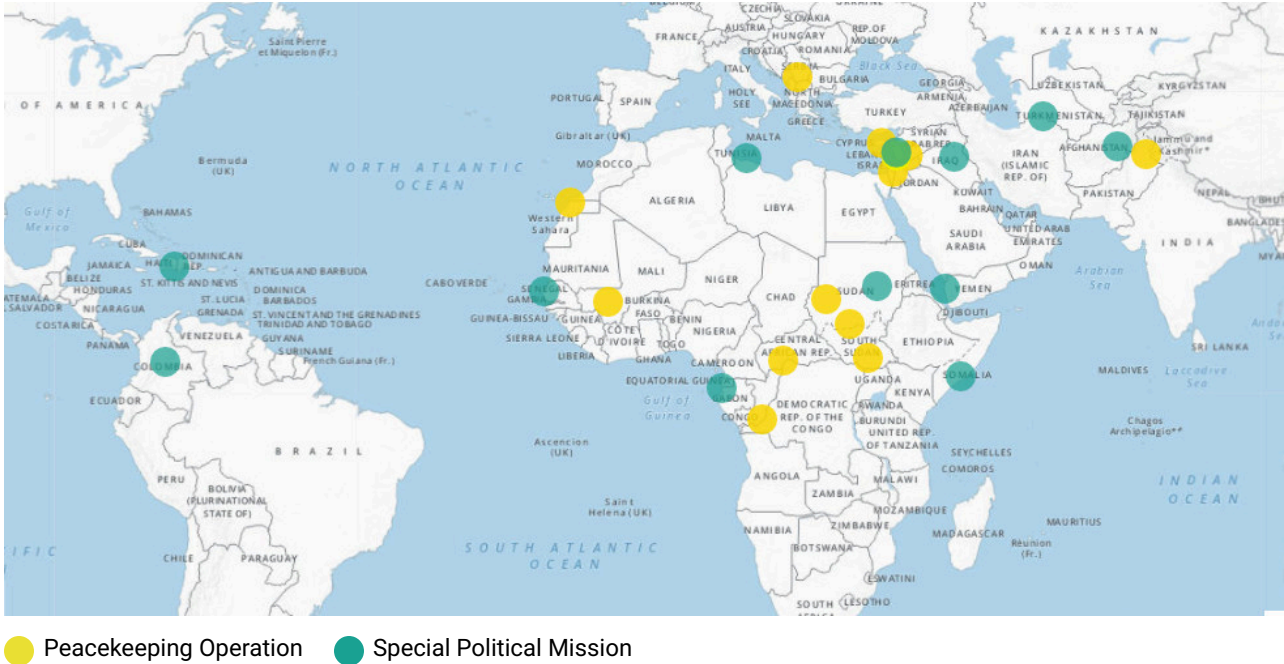 BELGIUM
CZECHIA
UKRAINE
SLOVAKIA
AUSTRIA
HUNGARY
REP.OF
MOLDOVA
FRANCE
CROATIA
ROMANIA
KAZAKHSTAN
Saint Pierre
et Miquelon (Fr.)
ITALY
SERBIA
Black Sea
BULGARIA
GEORGIA
UZBEKISTAN
KYRGYZSTAN
OF AMERICA
PORTUGAL
SPAIN
HOLY
SEE
NORTH
MACEDONIA
ARMENIA
AZERBAIJAN
TURKEY
TURKMENISTAN
TAJIKISTAN
GREECE
Gibraltar (UK)
MALTA
SYRIAN
ARAB REP.
CYPRUS
LEBANON
ISRAEL
IRAQ
TUNISIA
AFGHANISTAN
Jammu and
Kashmir*
Bermuda
(UK)
NORTH ATLANTIC
OCEAN
MOROCCO
IRAN
(ISLAMIC
REP. OF)
JORDAN
KUWAIT
PAKISTAN
NEPAL
BHUTAN
ALGERIA
LIBYA
EGYPT
BAHRAIN
QATAR
Gulf of
Mexico
BAHAMAS
Western
Sahara
SAUDI
ARABIA
UNITED ARAB
EMIRATES
BANGLADESH
INDIA
CUBA
HAITI
DOMINICAN
REP.
JAMAICA
BELIZE
HONDURAS
ANTIGUA AND BARBUDA
ST. KITTIS AND NEVIS
MAURITANIA
MALI
NIGER
OMAN
Arabian
Sea
CABO VERDE
SENEGAL
GAMBIA
CHAD
SUDAN
ERITREA
YEMEN
DOMINICA
ST. LUCIA
BARBADOS
GUATEMALA
EL SALVADOR
NICARAGUA
GRENADA
ST. VINCENT AND THE GRENADINES
TRINIDAD AND TOBAGO
COSTARICA
PANAMA
GUINEA-BISSAU
GUINEA
BURKINA
FASO
BENIN
NIGERIA
DJIBOUTI
VENEZUELA
GUYANA
SURINAME
French Guiana (Fr.)
SIERRA LEONE
CÔTE
D'IVOIRE
TOGO
LIBERIA
GHANA
CAMEROON
CENTRAL
AFRICAN REP.
SOUTH
SUDAN
ETHIOPIA
SRI LANKA
COLOMBIA
EQUATORIAL GUINEA
UGANDA
SOMALIA
MALDIVES
Laccadive
Sea
ECUADOR
Gulf of
Guinea
GABON
CONGO
DEMOCRATIC
REP. OF THE
CONGO
KENYA
RWANDA
BURUNDI
UNITED REP.
OF TANZANIA
Chagos
Archipelago**
Ascencion
(UK)
BRAZIL
SEYCHELLES
COMOROS
PERU
BOLIVIA
(PLURINATIONAL
STATE OF)
Saint
Helena (UK)
ANGOLA
ZAMBIA
MALAWI
MOZAMBIQUE
INDIAN
OCEAN
NAMIBIA
ZIMBABWE
MADAGASCAR
MAURITIUS
Réunion
(Fr.)
BOTSWANA
CHILE
PARAGUAY
SOUTH ATLANTIC
OCEAN
ESWATINI
SOUTH
AFRICA
LESOTHO
Peacekeeping Operation
Special Political Mission